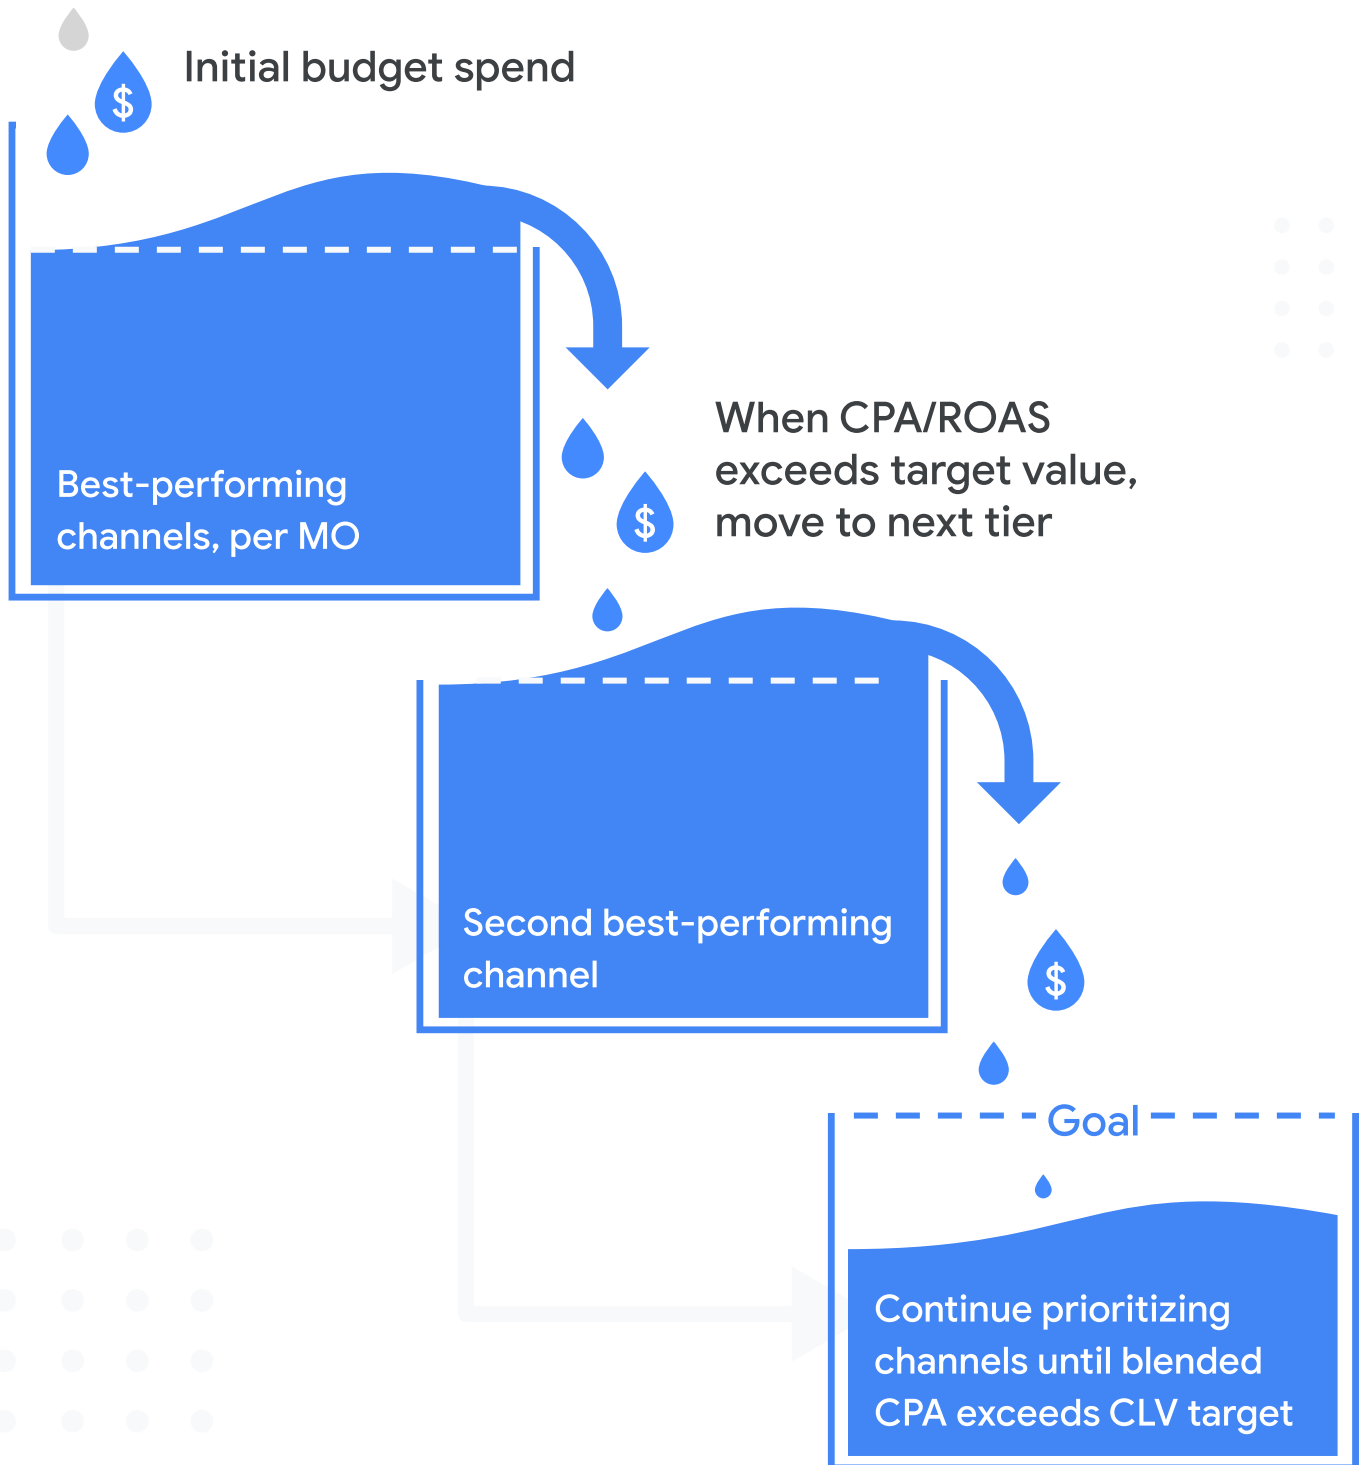 $
Initial budget spend
Best-performing
channels, per MO
When CPA/ROAS
exceeds target value,
move to next tier
$
Second best-performing
channel
$
Goal
Continue prioritizing
channels until blended
CPA exceeds CLV target